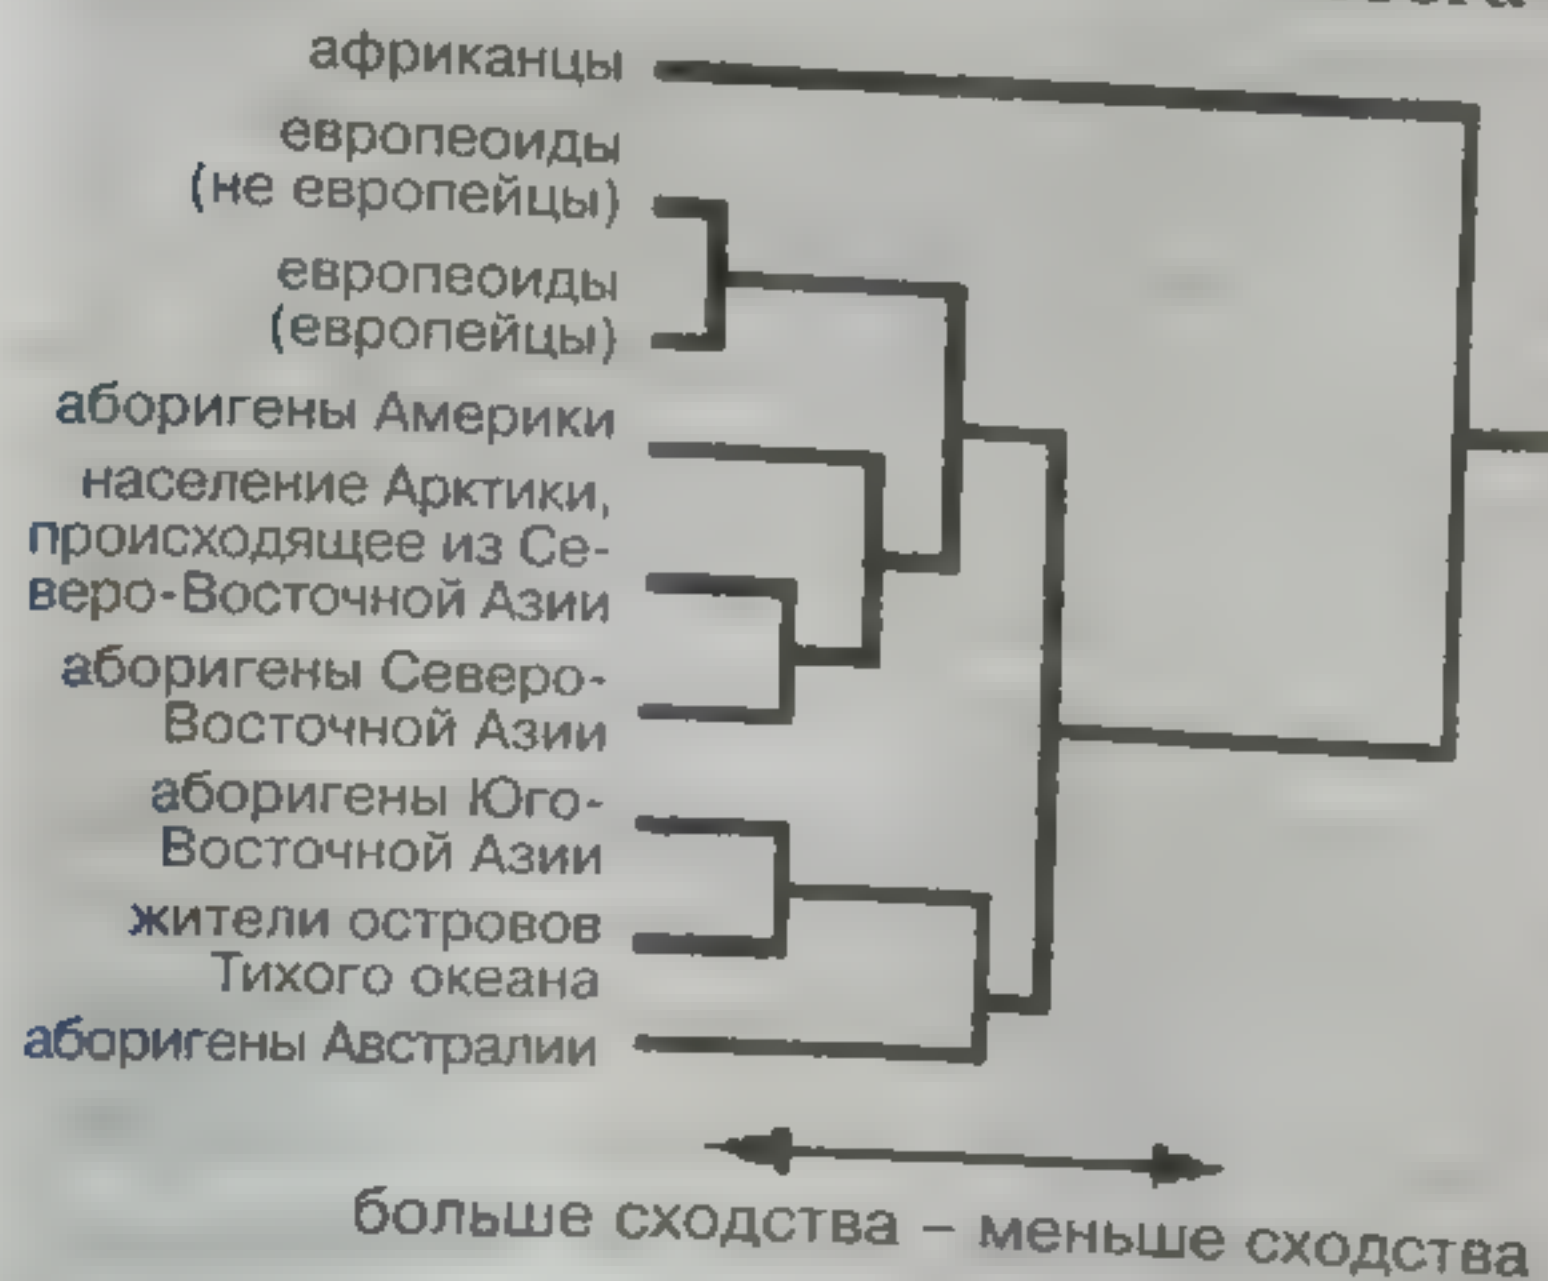 африканцы
европеоиды
(не европейцы)
европеоиды
(европейцы)
аборигены Америки
население Арктики,
происходящее из Се-
веро-Восточной Азии
аборигены Северо-
Восточной Азии
аборигены Юго-
Восточной Азии
жители островов
Тихого океана
аборигены Австралии
больше сходства – меньше сходства